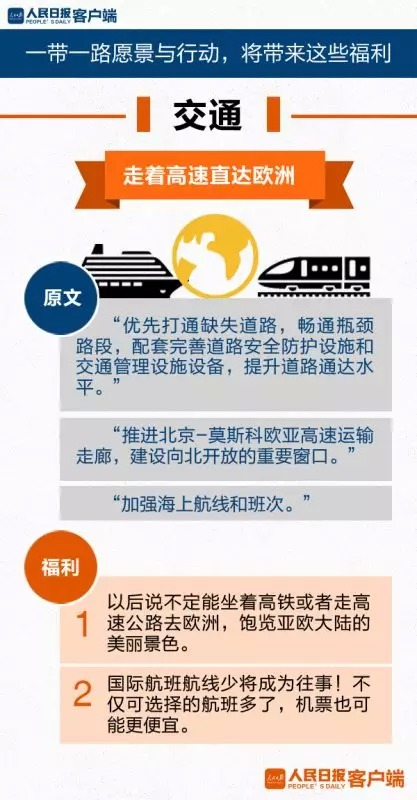 人民日报 客户端
PEOPLE'S DAILY
一带一路愿景与行动，将带来这些福利
交通
走着高速直达欧洲
原文
“优先打通缺失道路，畅通瓶颈
路段，配套完善道路安全防护设施和
交通管理设施设备，提升道路通达水
平。”
“推进北京-莫斯科欧亚高速运输
走廊，建设向北开放的重要窗口。”
“加强海上航线和班次。”
福利
1
以后说不定能坐着高铁或者走高
速公路去欧洲，饱览亚欧大陆的
美丽景色。
2
国际航班航线少将成为往事！不
仅可选择的航班多了，机票也可
能更便宜。
人民日报 客户端
PEOPLE'S DAILY